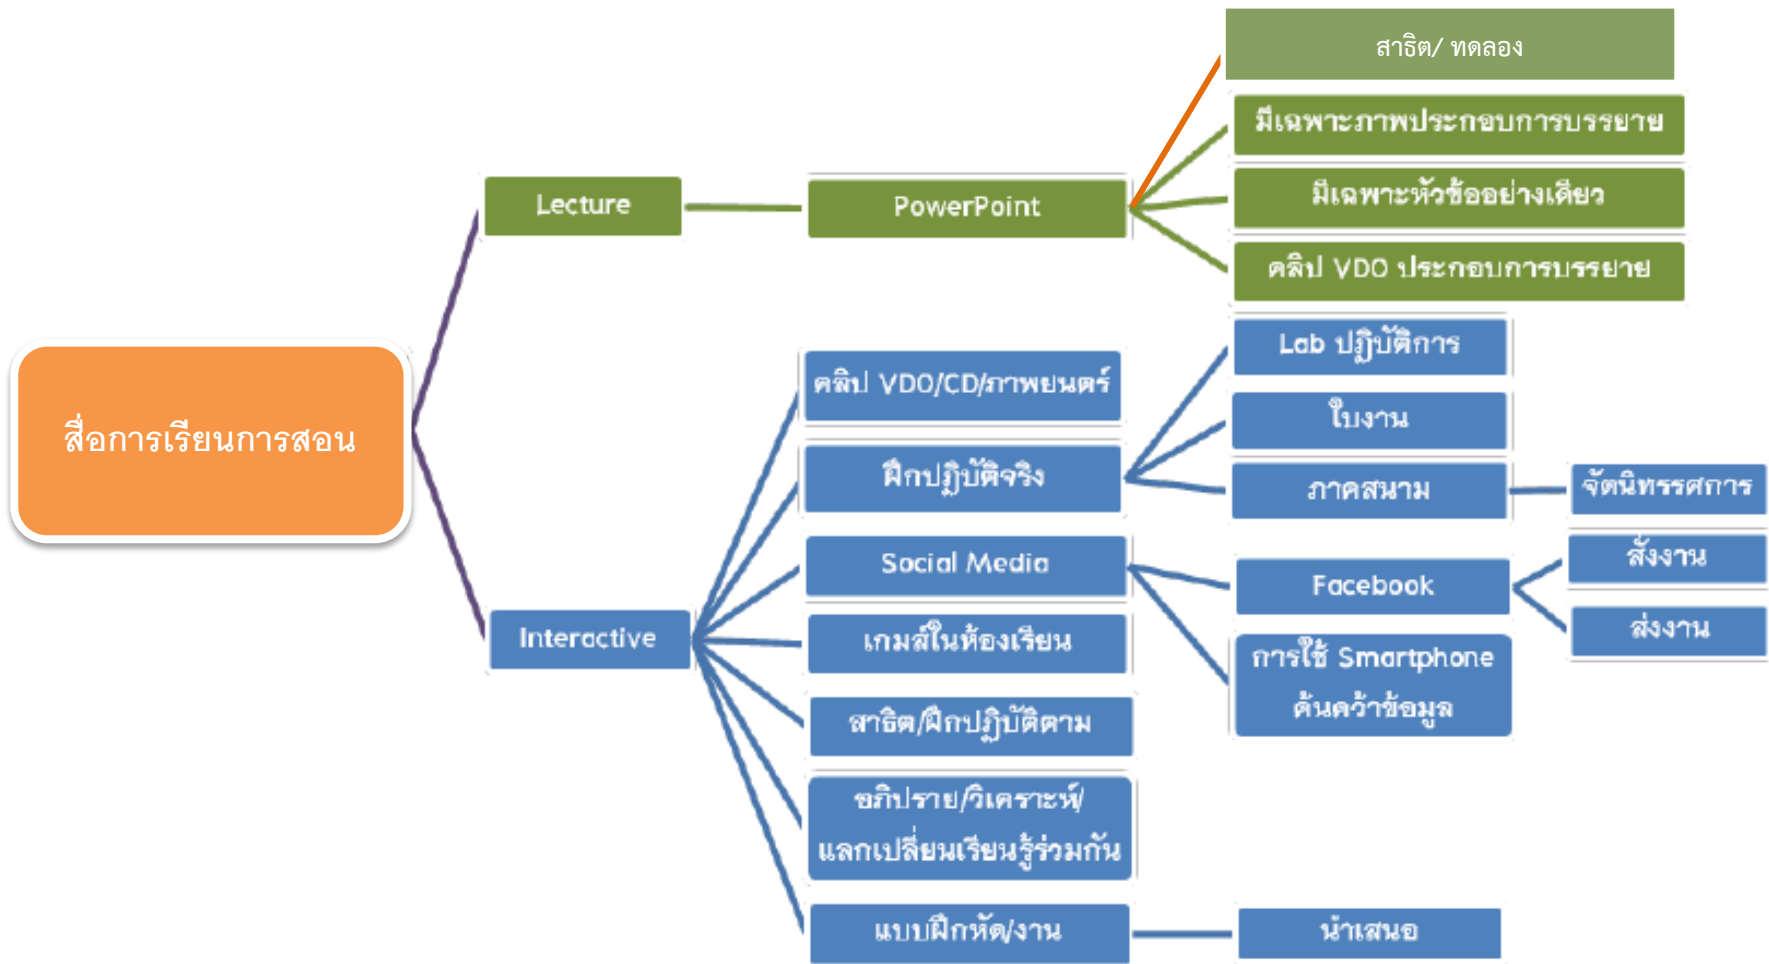 สื่อการเรียนการสอน
Lecture
PowerPoint
สาธิต/ ทดลอง
มีเฉพาะภาพประกอบการบรรยาย
มีเฉพาะหัวข้ออย่างเดียว
คลิป VDO ประกอบการบรรยาย
Interactive
คลิป VDO/CD/ภาพยนตร์
ฝึกปฏิบัติจริง
Lab ปฏิบัติการ
ใบงาน
ภาคสนาม
จัดนิทรรศการ
Social Media
Facebook
สั่งงาน
ส่งงาน
การใช้ Smartphone
ค้นคว้าข้อมูล
เกมส์ในห้องเรียน
สาธิต/ฝึกปฏิบัติตาม
อภิปราย/วิเคราะห์/
แลกเปลี่ยนเรียนรู้ร่วมกัน
แบบฝึกหัด/งาน
นำเสนอ